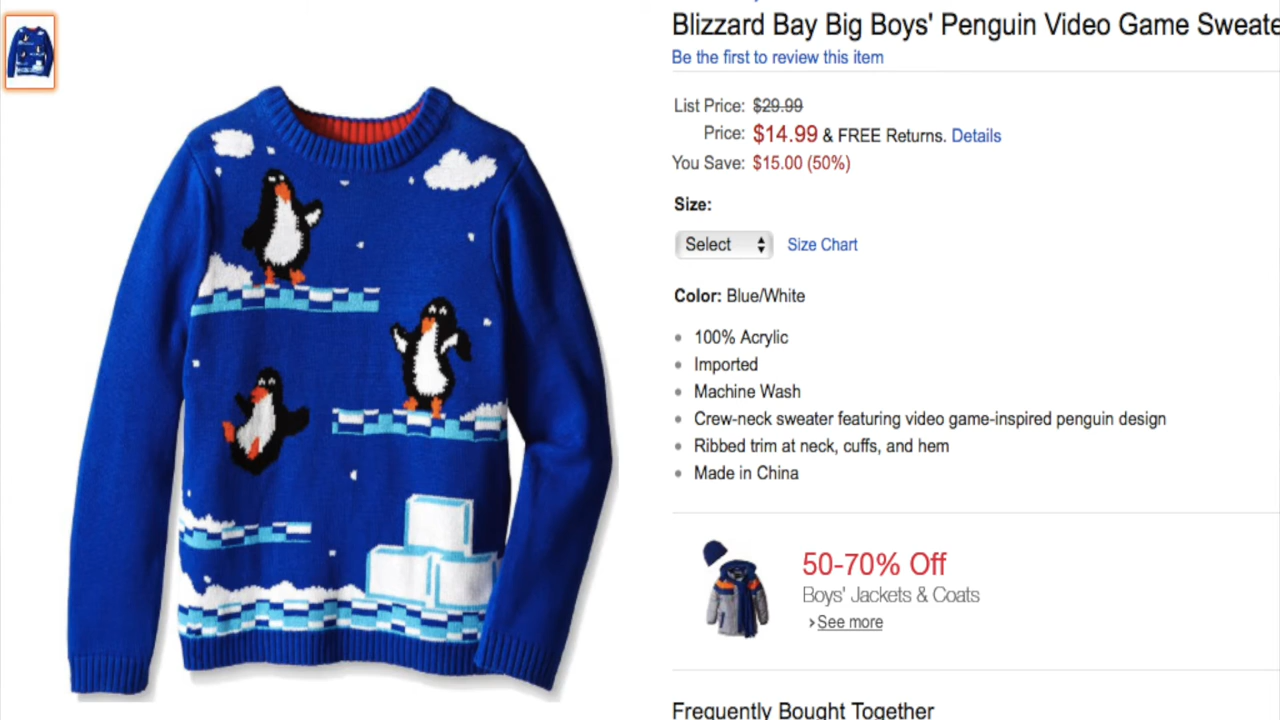 Blizzard Bay Big Boys' Penguin Video Game
Be the first to review this item
List Price: $29.99
Price: $14.99 & FREE Returns. Details
You Save: $15.00 (50%)
Size:
Select Size Chart
Color: Blue/White
100% Acrylic
Imported
Machine Wash
Crew-neck sweater featuring video game-inspired penguin design
Ribbed trim at neck, cuffs, and hem
Made in China
50-70% Off
Boys' Jackets & Coats
›See more
Frequently Bought Together